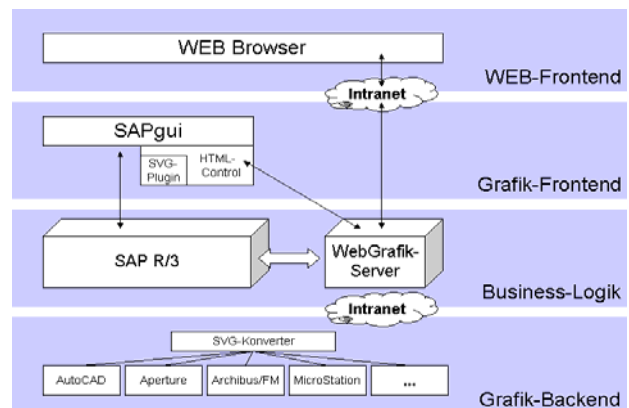 WEB Browser
Intranet
WEB-Frontend
SAPgui
SVG-
Plugin
HTML-
Control
Grafik-Frontend
SAP R/3
WebGrafik-
Server
Business-Logik
Intranet
SVG-Konverter
AutoCAD
Aperture
Archibus/FM
MicroStation
...
Grafik-Backend